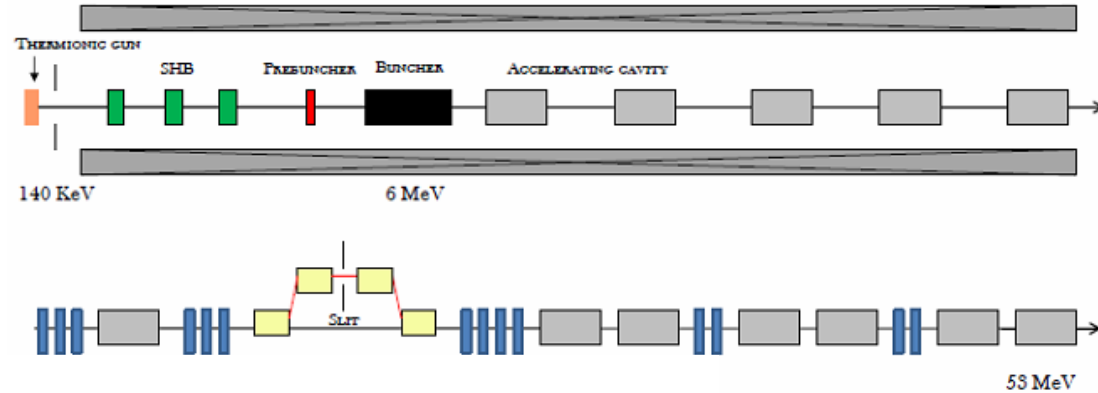 THERMIONIC GUN
SHB
PREBUNCHER
BUNCHER
ACCELERATING CAVITY
140 KeV
6 MeV
SLIT
53 MeV